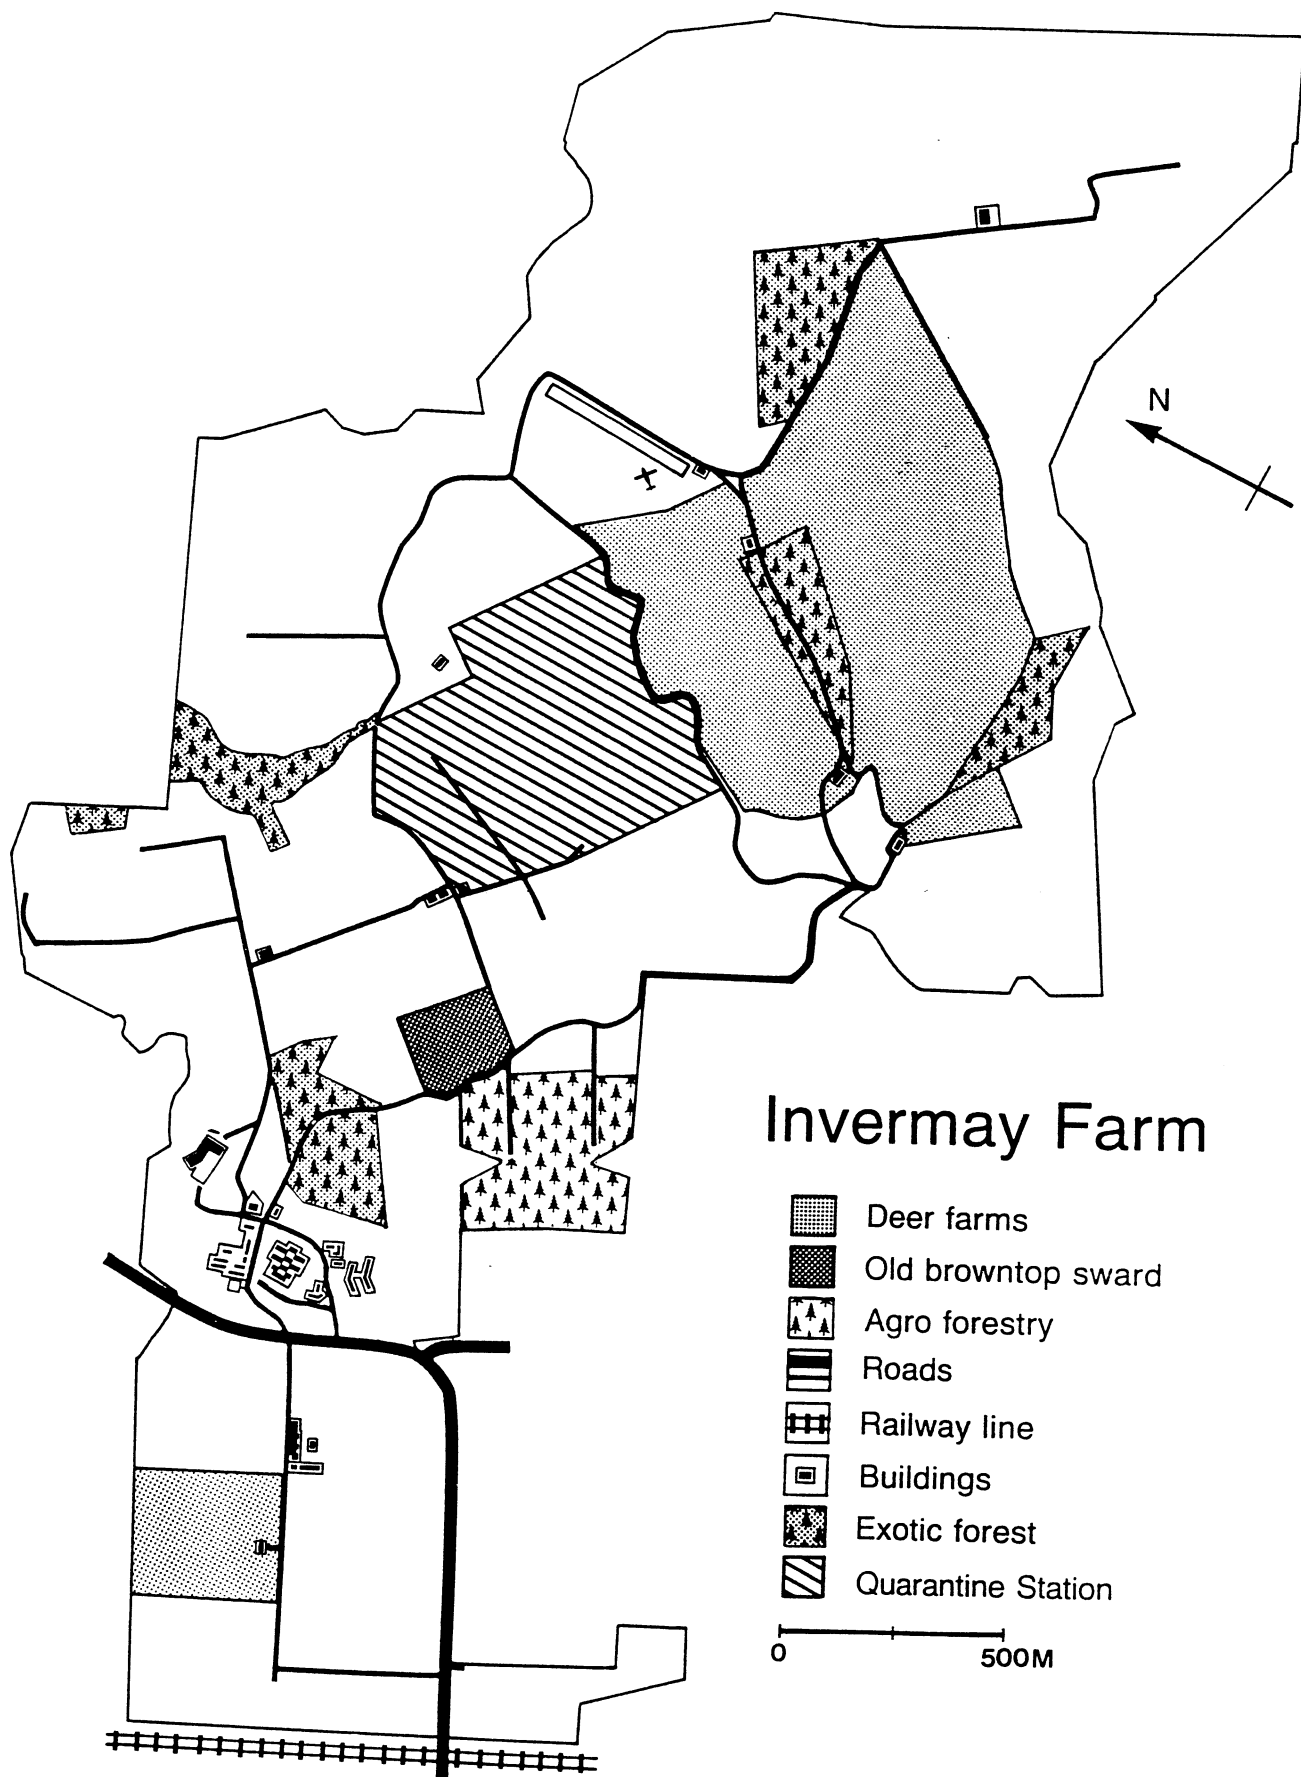 N
Invermay Farm
Deer farms
Old browntop sward
Agro forestry
Roads
Railway line
Buildings
Exotic forest
Quarantine Station
0 500M